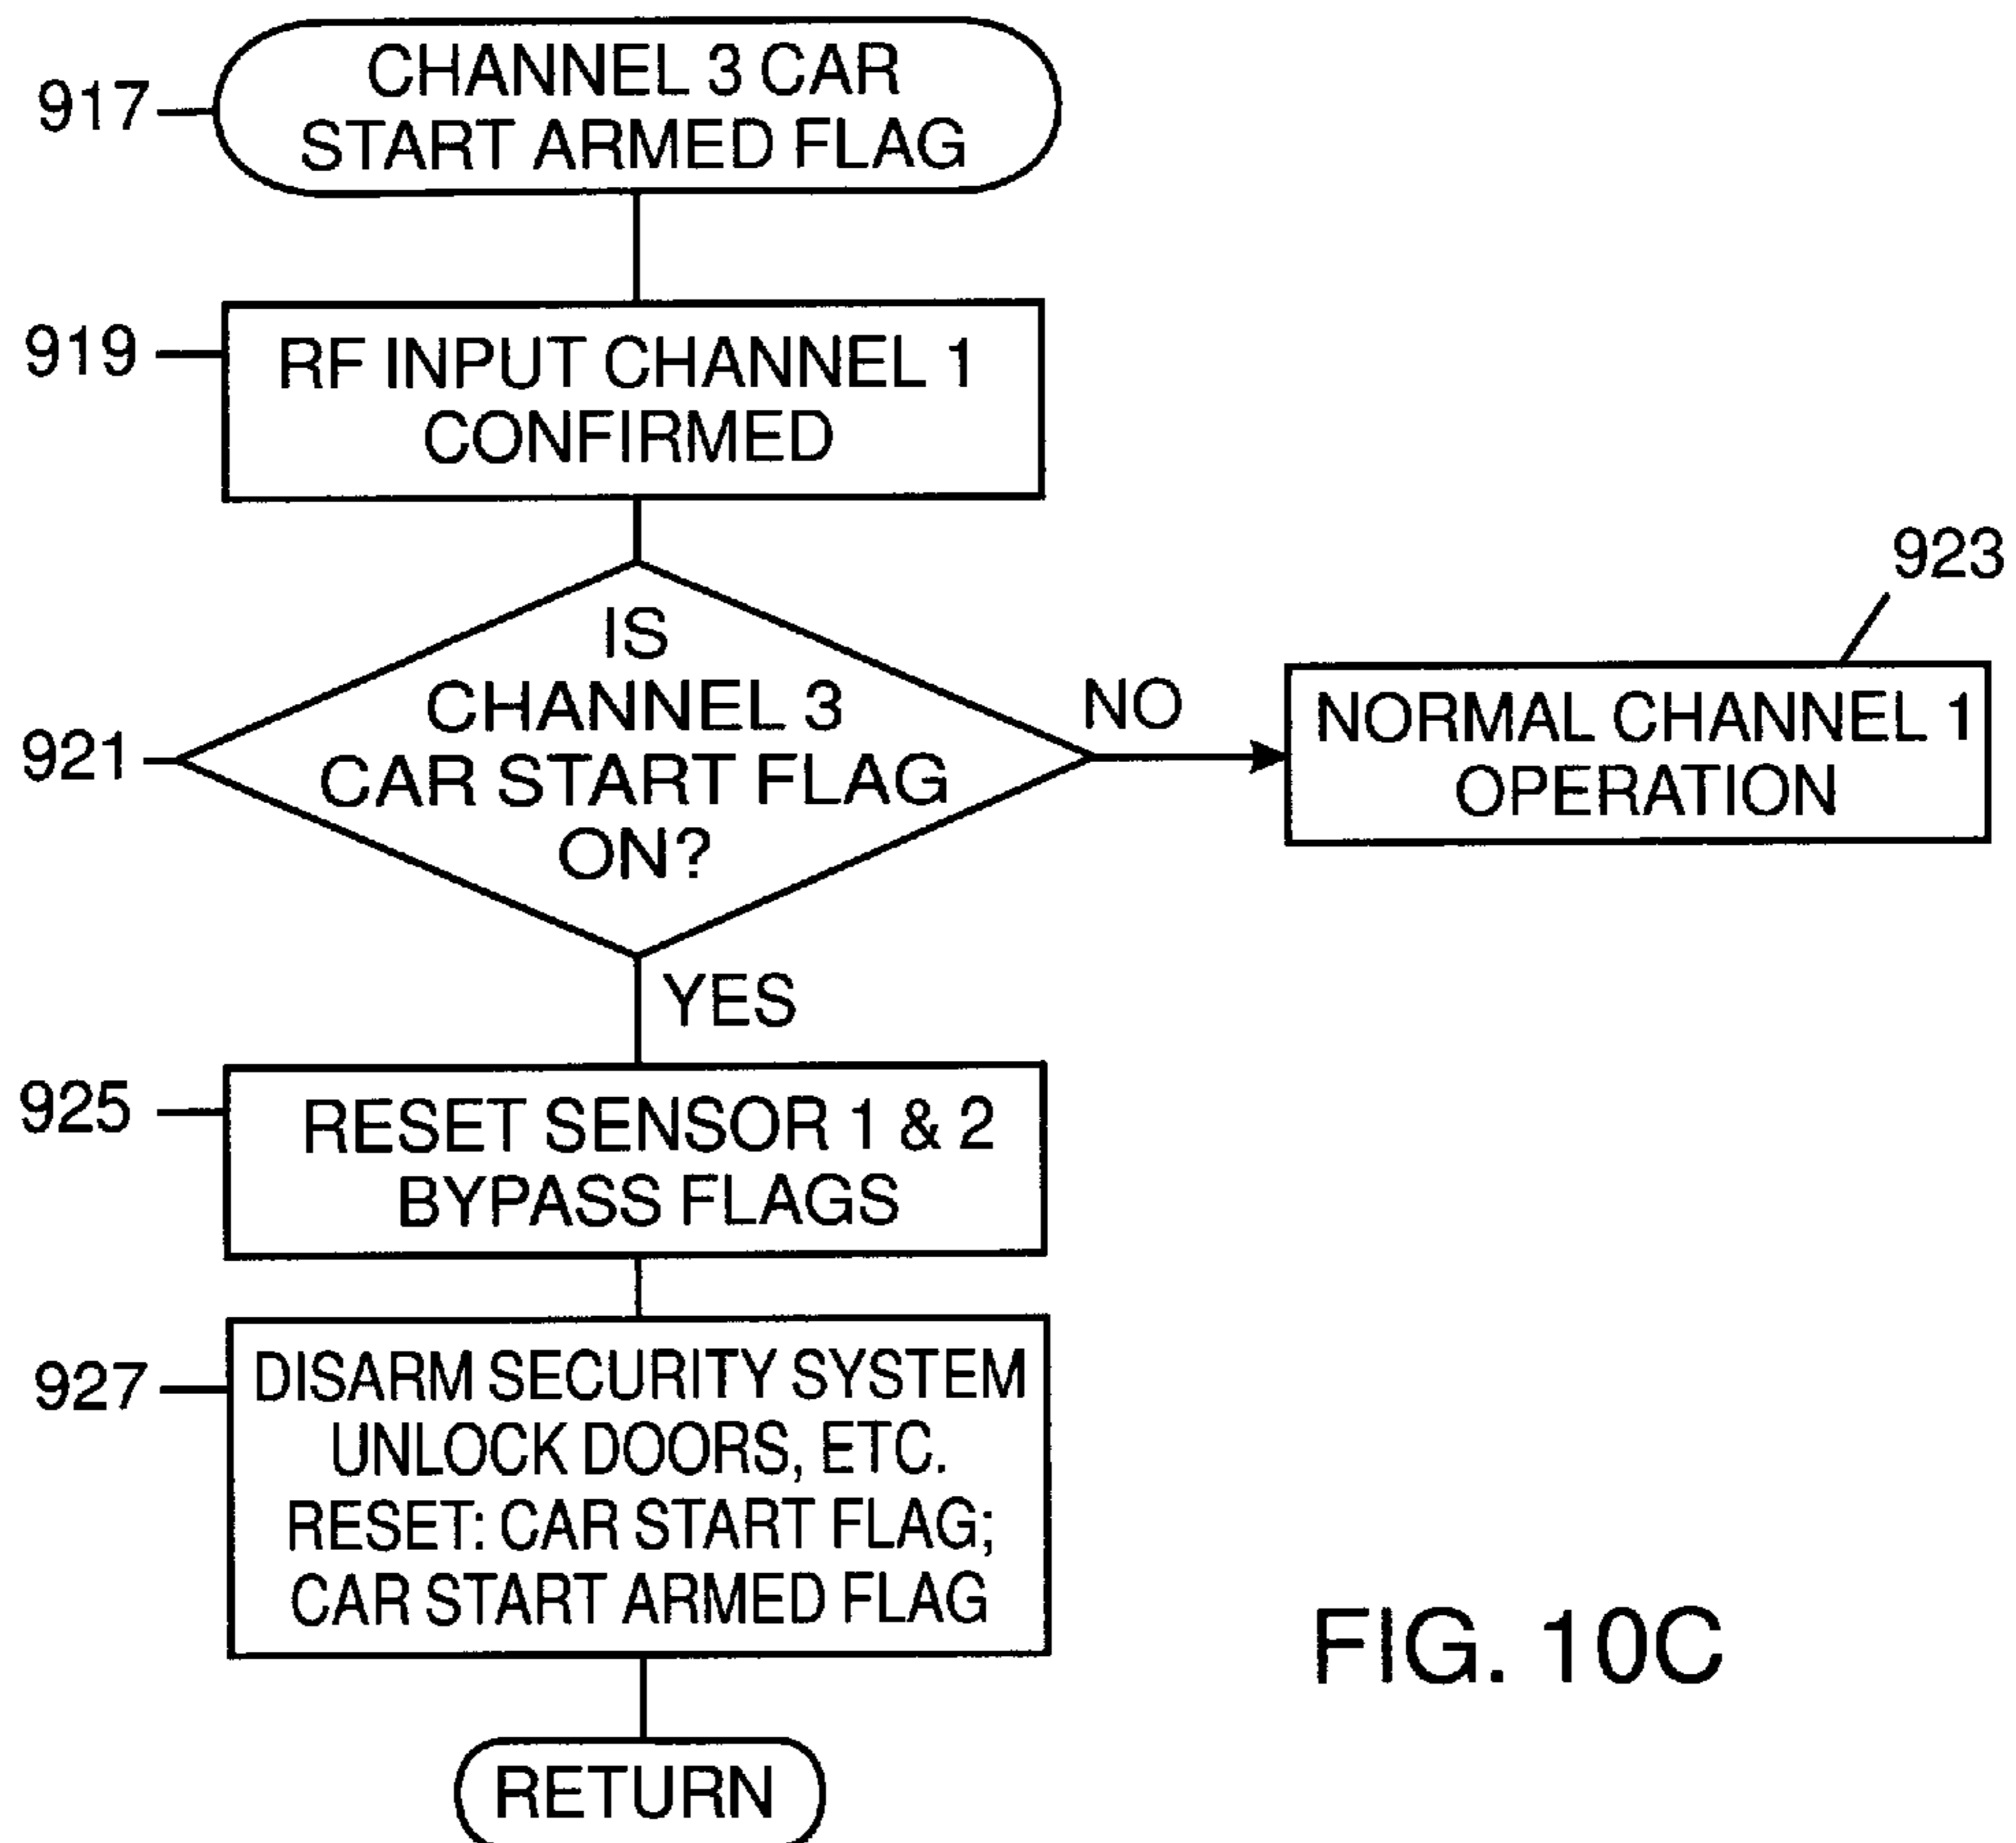 917
CHANNEL 3 CAR
START ARMED FLAG
919
RF INPUT CHANNEL 1
CONFIRMED
921
IS
CHANNEL 3
CAR START FLAG
ON?
NO
923
NORMAL CHANNEL 1
OPERATION
YES
925
RESET SENSOR 1 & 2
BYPASS FLAGS
927
DISARM SECURITY SYSTEM
UNLOCK DOORS, ETC.
RESET: CAR START FLAG;
CAR START ARMED FLAG
RETURN
FIG. 10C